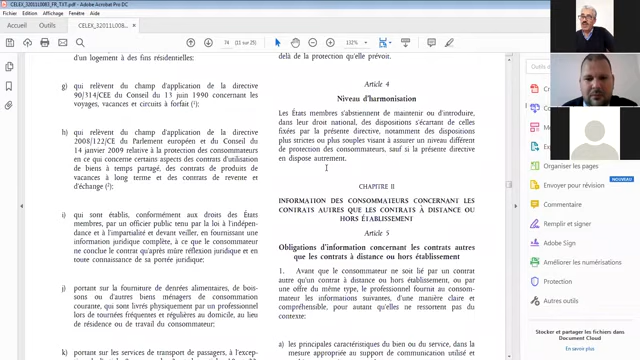 CELEX_32011L0083_FR_TXT.pdf - Adobe Acrobat Pro DC
Fichier Edition Affichage Fenêtre Aide
Accueil
Outils
CELEX_32011L0083_F...
74
(11 sur 25)
132%
d'un logement à des fins résidentielles;
g) qui relèvent du champ d'application de la directive
90/314/CEE du Conseil du 13 juin 1990 concernant les
voyages, vacances et circuits à forfait (¹);
h) qui relèvent du champ d'application de la directive
2008/122/CE du Parlement européen et du Conseil du
14 janvier 2009 relative à la protection des consommateurs
en ce qui concerne certains aspects des contrats d'utilisation
de biens à temps partagé, des contrats de produits de
vacances à long terme et des contrats de revente et
d'échange (²);
i) qui sont établis, conformément aux droits des États
membres, par un officier public tenu par la loi à l'indépen-
dance et à l'impartialité et devant veiller, en fournissant une
information juridique complète, à ce que le consommateur
ne conclue le contrat qu'après mûre réflexion juridique et en
toute connaissance de sa portée juridique;
j) portant sur la fourniture de denrées alimentaires, de bois-
sons ou d'autres biens ménagers de consommation
courante, qui sont livrés physiquement par un professionnel
lors de tournées fréquentes et régulières au domicile, au lieu
de résidence ou de travail du consommateur;
k) portant sur les services de transport de passagers, à l'excep-
delà de la protection qu'elle prévoit.
Article 4
Niveau d'harmonisation
Les États membres s'abstiennent de maintenir ou d'introduire,
dans leur droit national, des dispositions s'écartant de celles
fixées par la présente directive, notamment des dispositions
plus strictes ou plus souples visant à assurer un niveau différent
de protection des consommateurs, sauf si la présente directive
en dispose autrement.
CHAPITRE II
INFORMATION DES CONSOMMATEURS CONCERNANT LES
CONTRATS AUTRES QUE LES CONTRATS À DISTANCE OU
HORS ÉTABLISSEMENT
Article 5
Obligations d'information concernant les contrats autres
que les contrats à distance ou hors établissement
1. Avant que le consommateur ne soit lié par un contrat
autre qu'un contrat à distance ou hors établissement, ou par
une offre du même type, le professionnel fournit au consom-
mateur les informations suivantes, d'une manière claire et
compréhensible, pour autant qu'elles ne ressortent pas du
contexte:
a) les principales caractéristiques du bien ou du service, dans la
mesure appropriée au support de communication utilisé et
Organiser les pages
Envoyer pour révision
NOUVEAU
Commentaire
Remplir et signer
Adobe Sign
Améliorer les numérisations
Protection
Autres outils
Stocker et partager les fichiers dans
Document Cloud
En savoir plus